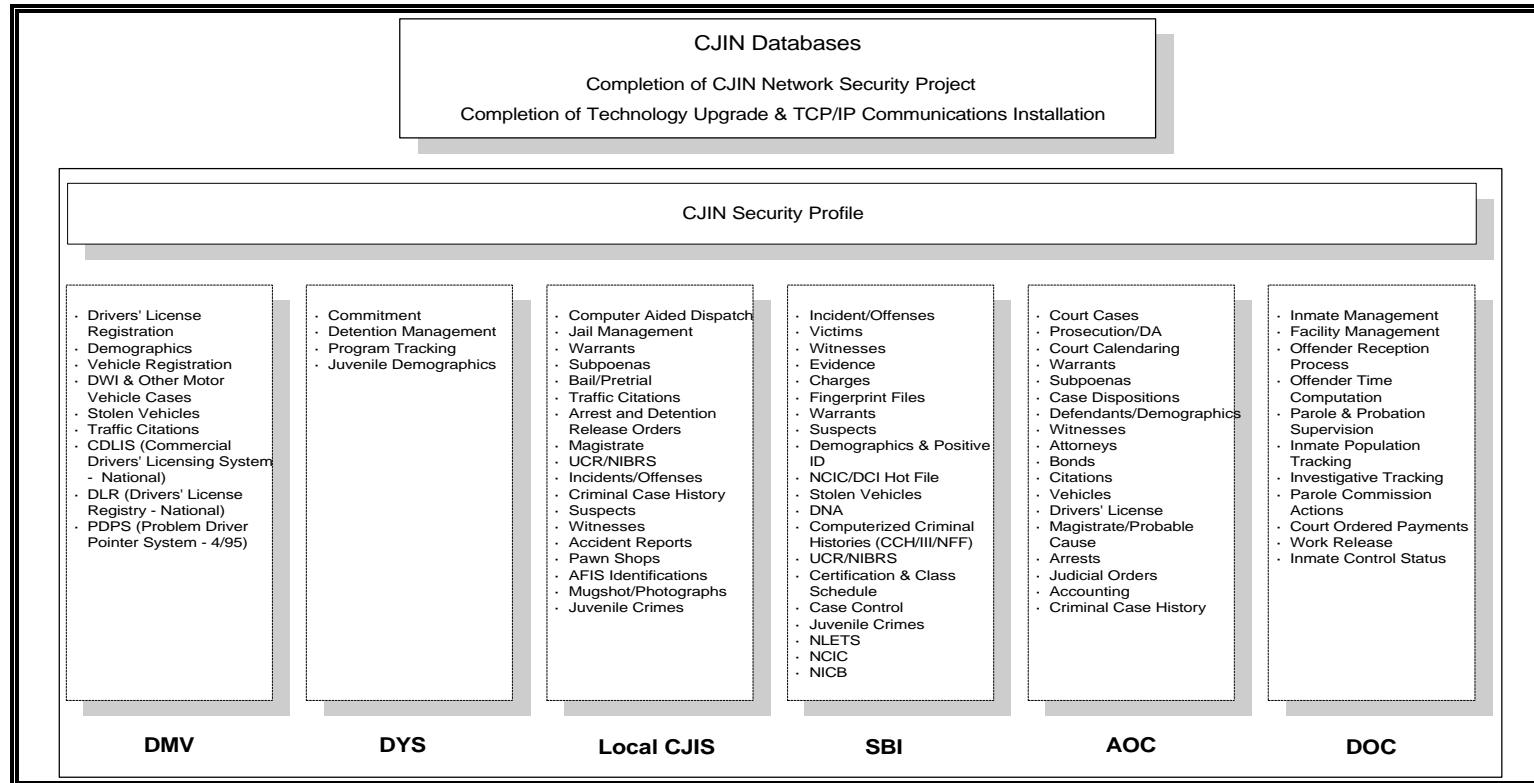 CJIN Databases
Completion of CJIN Network Security Project
Completion of Technology Upgrade & TCP/IP Communications Installation
CJIN Security Profile
· Drivers' License
Registration
· Demographics
· Vehicle Registration
· DWI & Other Motor
Vehicle Cases
· Stolen Vehicles
· Traffic Citations
· CDLIS (Commercial
Drivers' Licensing System
- National)
· DLR (Drivers' License
Registry - National)
· PDPS (Problem Driver
Pointer System - 4/95)
DMV
· Commitment
· Detention Management
· Program Tracking
· Juvenile Demographics
DYS
· Computer Aided Dispatch
· Jail Management
· Warrants
· Subpoenas
· Bail/Pretrial
· Traffic Citations
· Arrest and Detention
Release Orders
· Magistrate
· UCR/NIBRS
· Incidents/Offenses
· Criminal Case History
· Suspects
· Witnesses
· Accident Reports
· Pawn Shops
· AFIS Identifications
· Mugshot/Photographs
· Juvenile Crimes
Local CJIS
· Incident/Offenses
· Victims
· Witnesses
· Evidence
· Charges
· Fingerprint Files
· Warrants
· Suspects
· Demographics & Positive
ID
· NCIC/DCI Hot File
· Stolen Vehicles
· DNA
· Computerized Criminal
Histories (CCH/III/NFF)
· UCR/NIBRS
· Certification & Class
Schedule
· Case Control
· Juvenile Crimes
· NLETS
· NCIC
· NICB
SBI
· Court Cases
· Prosecution/DA
· Court Calendaring
· Warrants
· Subpoenas
· Case Dispositions
· Defendants/Demographics
· Witnesses
· Attorneys
· Bonds
· Citations
· Vehicles
· Drivers' License
· Magistrate/Probable
Cause
· Arrests
· Judicial Orders
· Accounting
· Criminal Case History
AOC
· Inmate Management
· Facility Management
· Offender Reception
Process
· Offender Time
Computation
· Parole & Probation
Supervision
· Inmate Population
Tracking
· Investigative Tracking
· Parole Commission
Actions
· Court Ordered Payments
· Work Release
· Inmate Control Status
DOC